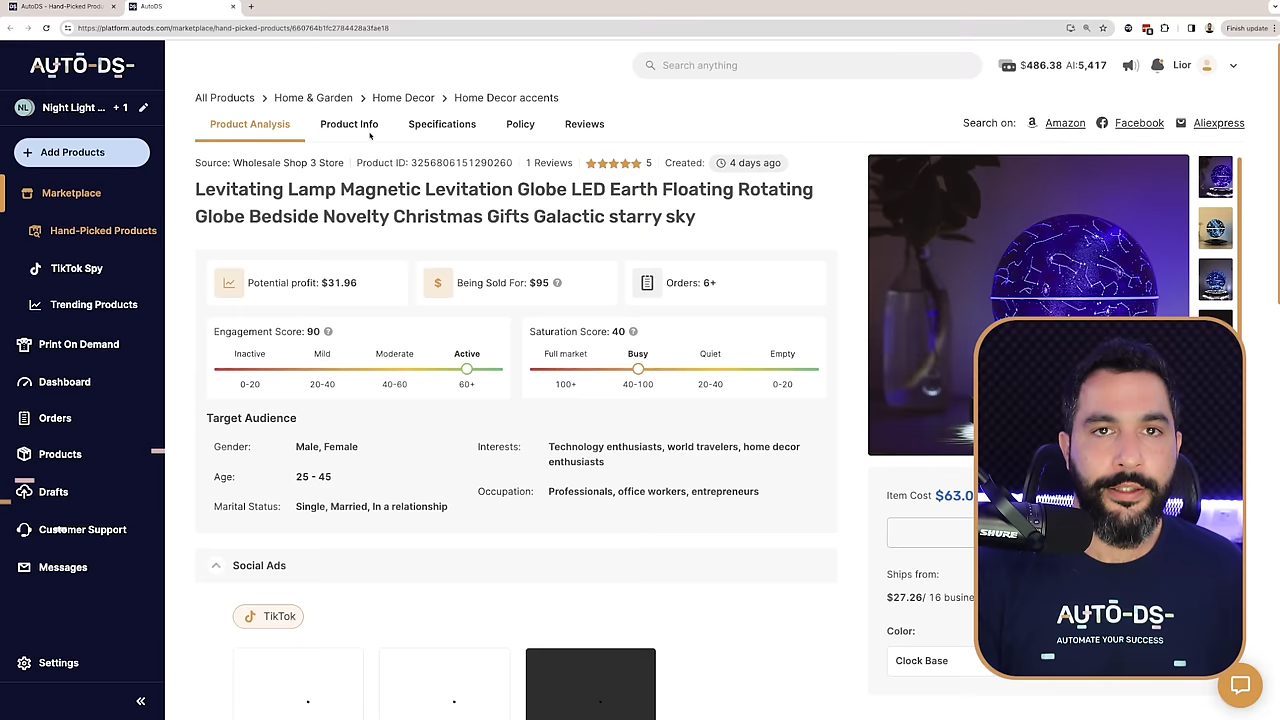 AutoDS - Hand-Picked Produ
AutoDS
https://platform.autods.com/marketplace/hand-picked-products/660764b1fc2784428a3fae18
Finish update
AUTO-DS-
Search anything
$486.38 AI:5,417
Lior
NL Night Light ... + 1
Add Products
Marketplace
Hand-Picked Products
TikTok Spy
Trending Products
Print On Demand
Dashboard
Orders
Products
Drafts
Customer Support
Messages
Settings
All Products > Home & Garden > Home Decor > Home Decor accents
Product Analysis Product Info Specifications Policy Reviews
Search on: Amazon Facebook Aliexpress
Source: Wholesale Shop 3 Store Product ID: 3256806151290260 1 Reviews 5 Created: 4 days ago
Levitating Lamp Magnetic Levitation Globe LED Earth Floating Rotating
Globe Bedside Novelty Christmas Gifts Galactic starry sky
Potential profit: $31.96
Being Sold For: $95
Orders: 6+
Engagement Score: 90
Inactive Mild Moderate Active
0-20 20-40 40-60 60+
Saturation Score: 40
Full market Busy Quiet Empty
100+ 40-100 20-40 0-20
Target Audience
Gender: Male, Female
Age: 25 - 45
Marital Status: Single, Married, In a relationship
Interests: Technology enthusiasts, world travelers, home decor
enthusiasts
Occupation: Professionals, office workers, entrepreneurs
Social Ads
TikTok
Item Cost $63.0
Ships from:
$27.26/ 16 busine
Color:
Clock Base
SHURE
AUTO-DS-
AUTOMATE YOUR SUCCESS